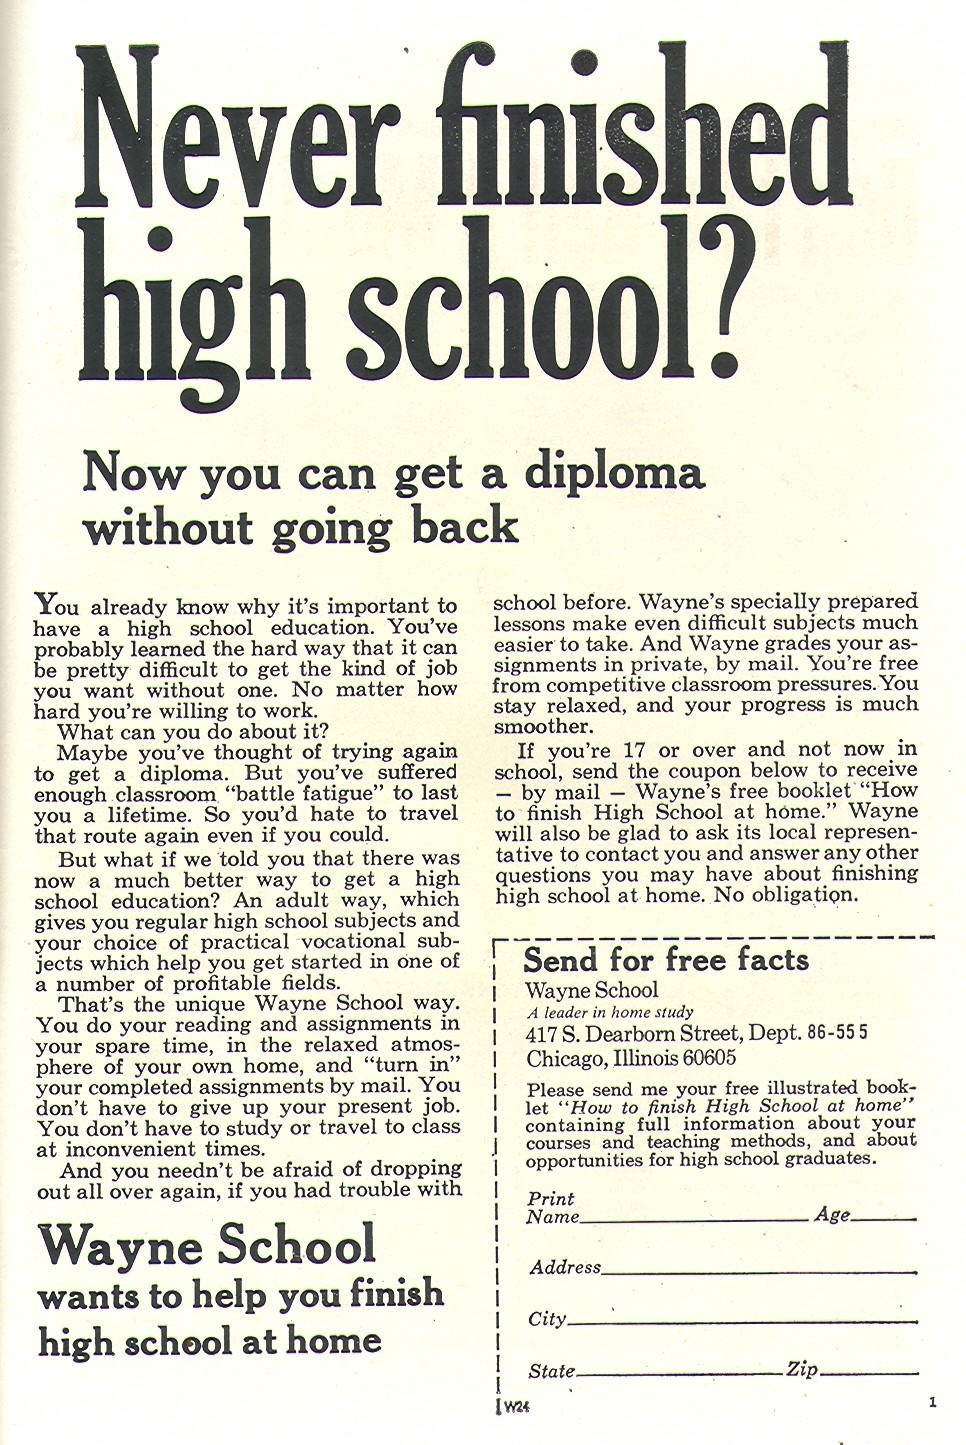 Never finished
high school?
Now you can get a diploma
without going back
You already know why it's important to
have a high school education. You've
probably learned the hard way that it can
be pretty difficult to get the kind of job
you want without one. No matter how
hard you're willing to work.
What can you do about it?
Maybe you've thought of trying again
to get a diploma. But you've suffered
enough classroom "battle fatigue" to last
you a lifetime. So you'd hate to travel
that route again even if you could.
But what if we told you that there was
now a much better way to get a high
school education? An adult way, which
gives you regular high school subjects and
your choice of practical vocational sub-
jects which help you get started in one of
a number of profitable fields.
That's the unique Wayne School way.
You do your reading and assignments in
your spare time, in the relaxed atmos-
phere of your own home, and "turn in"
your completed assignments by mail. You
don't have to give up your present job.
You don't have to study or travel to class
at inconvenient times.
And you needn't be afraid of dropping
out all over again, if you had trouble with
school before. Wayne's specially prepared
lessons make even difficult subjects much
easier to take. And Wayne grades your as-
signments in private, by mail. You're free
from competitive classroom pressures. You
stay relaxed, and your progress is much
smoother.
If you're 17 or over and not now in
school, send the coupon below to receive
— by mail — Wayne's free booklet "How
to finish High School at home." Wayne
will also be glad to ask its local represen-
tative to contact you and answer any other
questions you may have about finishing
high school at home. No obligation.
Wayne School
wants to help you finish
high school at home
Send for free facts
Wayne School
A leader in home study
417 S. Dearborn Street, Dept. 86-555
Chicago, Illinois 60605
Please send me your free illustrated book-
let "How to finish High School at home"
containing full information about your
courses and teaching methods, and about
opportunities for high school graduates.
Print
Name Age
Address
City
State Zip
W24
1